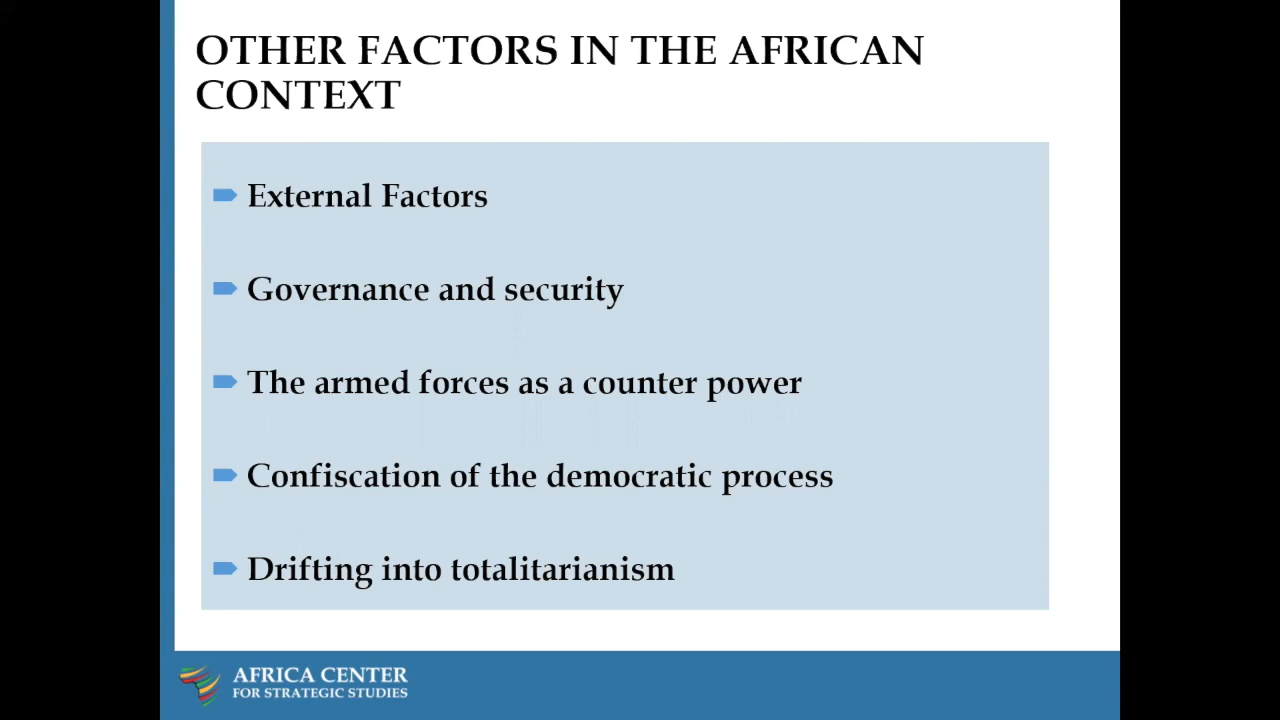 OTHER FACTORS IN THE AFRICAN
CONTEXT
External Factors
Governance and security
The armed forces as a counter power
Confiscation of the democratic process
Drifting into totalitarianism
AFRICA CENTER
FOR STRATEGIC STUDIES